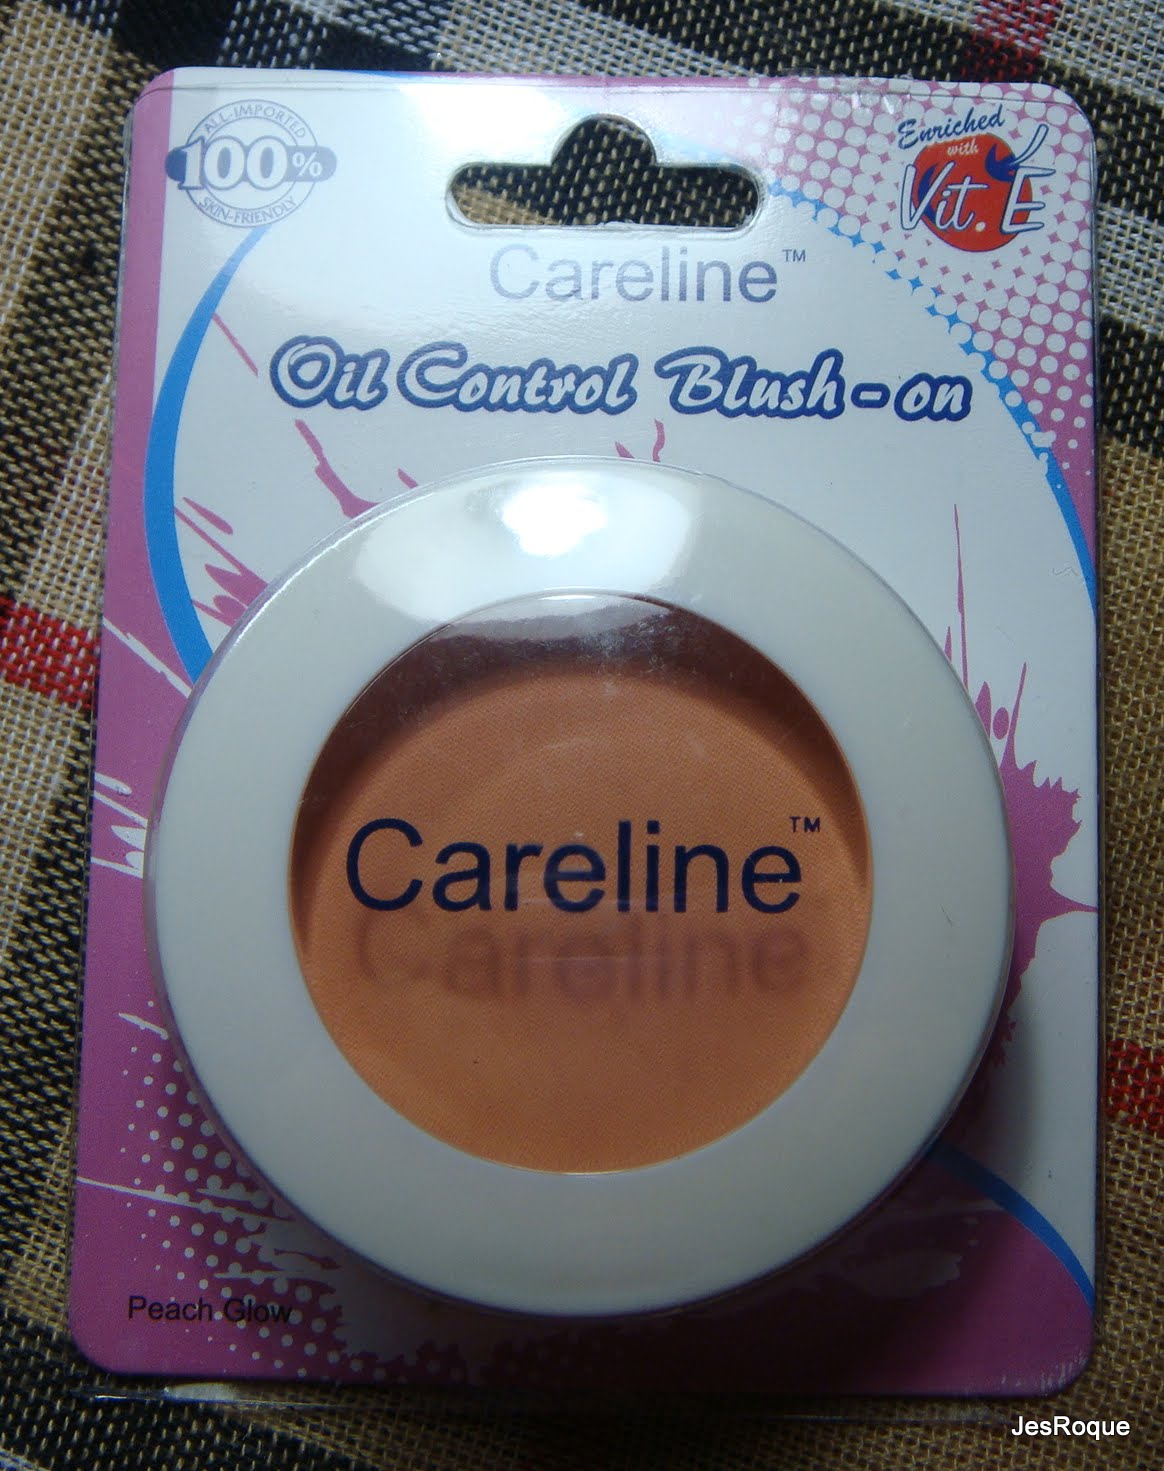 ALL-IMPORTED
100%
SKIN-FRIENDLY
Enriched
with
Vit. E
Careline™
Oil Control Blush-on
Careline™
Peach Glow
JesRoque